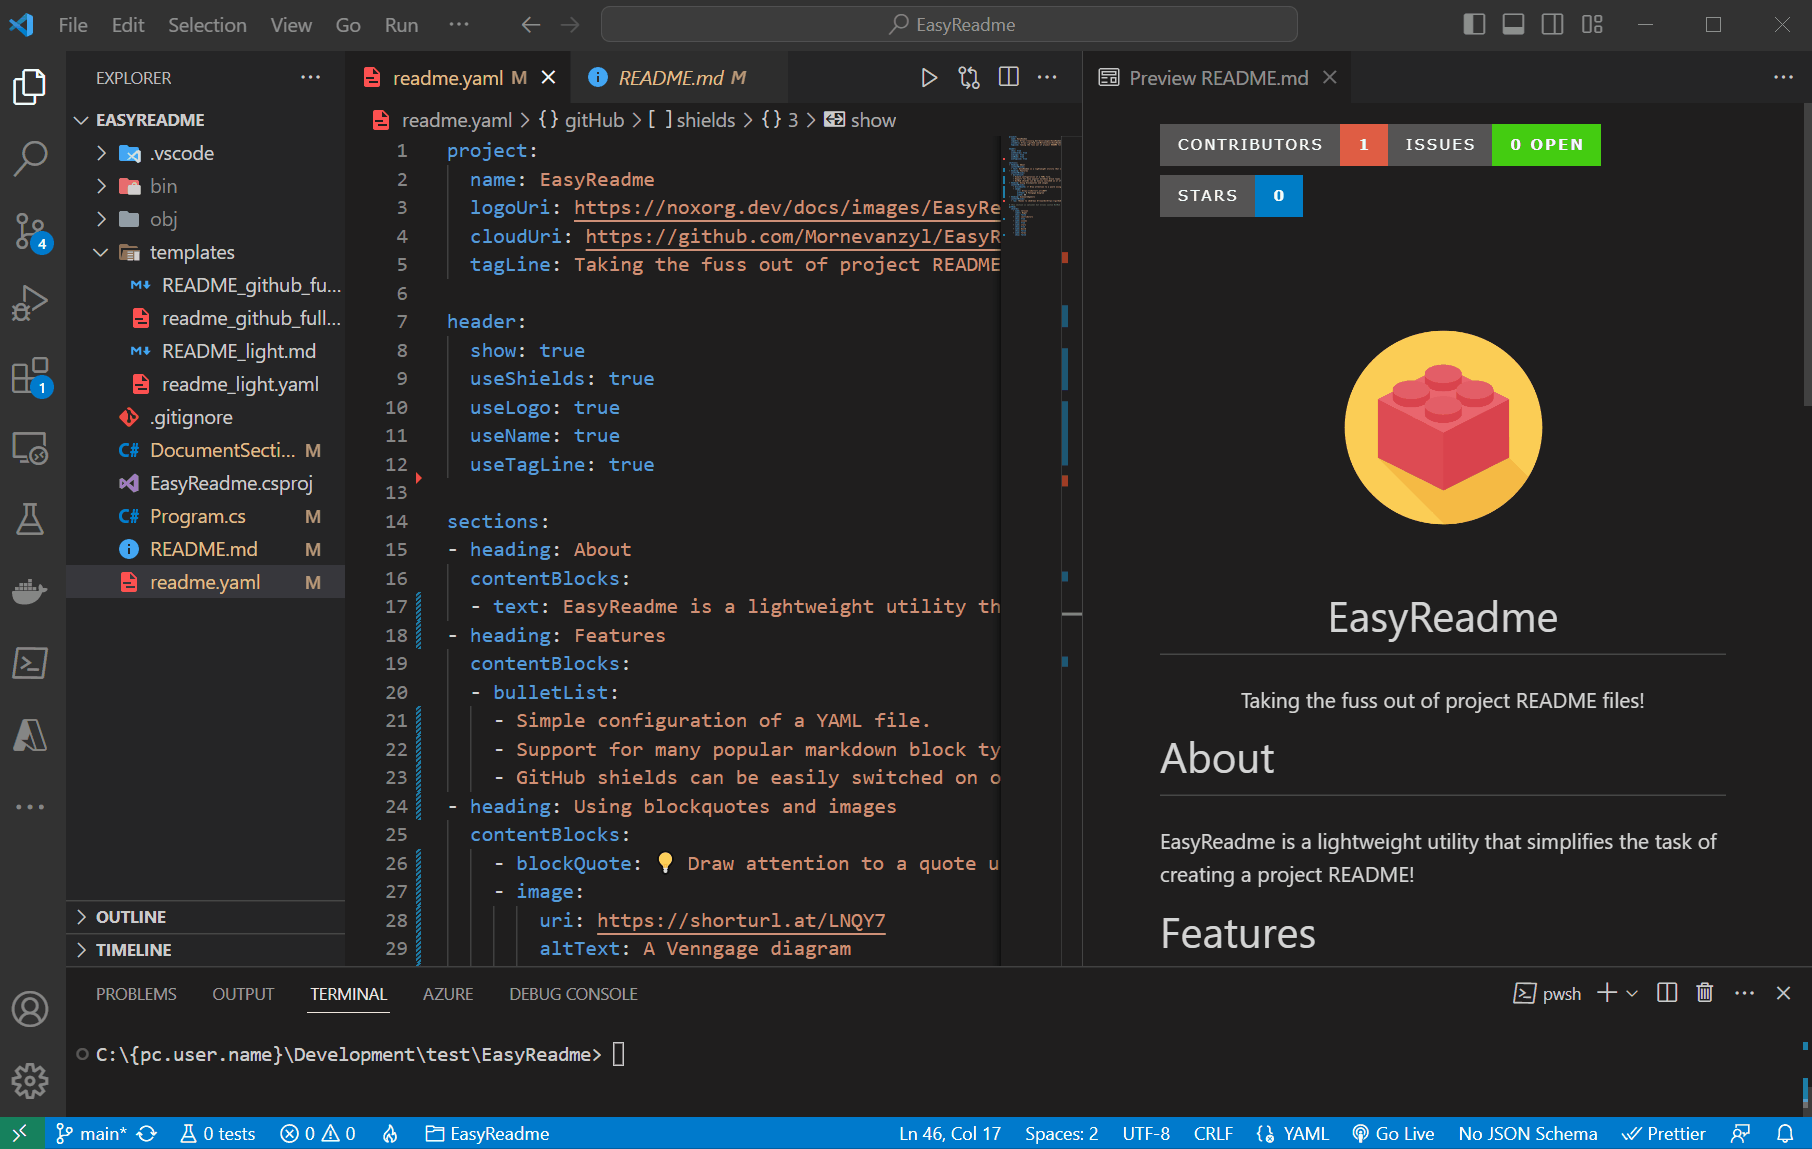 File Edit Selection View Go Run ···
EasyReadme
EXPLORER
EASYREADME
.vscode
bin
obj
templates
README_github_fu...
readme_github_full...
README_light.md
readme_light.yaml
.gitignore
DocumentSecti... M
EasyReadme.csproj
Program.cs M
README.md M
readme.yaml M
OUTLINE
TIMELINE
4
1
readme.yaml M
README.md M
readme.yaml > {} gitHub > [ ] shields > {} 3 > show
1 project:
2 name: EasyReadme
3 logoUri: https://noxorg.dev/docs/images/EasyRe
4 cloudUri: https://github.com/Mornevanzyl/EasyR
5 tagLine: Taking the fuss out of project README
6
7 header:
8 show: true
9 useShields: true
10 useLogo: true
11 useName: true
12 useTagLine: true
13
14 sections:
15 - heading: About
16 contentBlocks:
17 - text: EasyReadme is a lightweight utility th
18 - heading: Features
19 contentBlocks:
20 - bulletList:
21 - Simple configuration of a YAML file.
22 - Support for many popular markdown block ty
23 - GitHub shields can be easily switched on o
24 - heading: Using blockquotes and images
25 contentBlocks:
26 - blockQuote: 💡 Draw attention to a quote u
27 - image:
28 uri: https://shorturl.at/LNQY7
29 altText: A Venngage diagram
Preview README.md
CONTRIBUTORS 1 ISSUES 0 OPEN
STARS 0
EasyReadme
Taking the fuss out of project README files!
About
EasyReadme is a lightweight utility that simplifies the task of
creating a project README!
Features
PROBLEMS OUTPUT TERMINAL AZURE DEBUG CONSOLE
pwsh
C:\{pc.user.name}\Development\test\EasyReadme>
main* 0 tests 0 0 EasyReadme
Ln 46, Col 17 Spaces: 2 UTF-8 CRLF YAML Go Live No JSON Schema Prettier